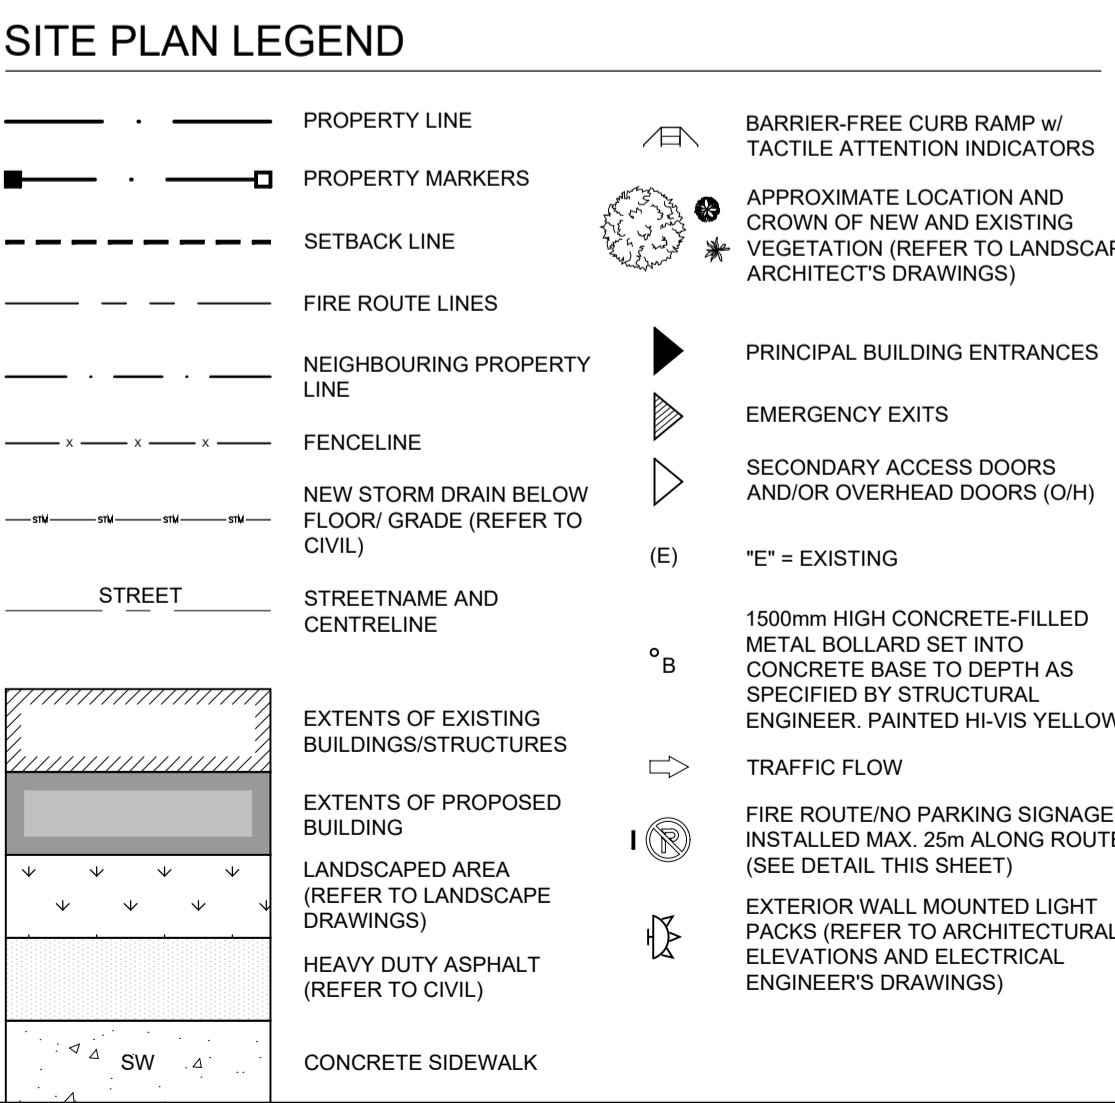 SITE PLAN LEGEND
PROPERTY LINE
PROPERTY MARKERS
SETBACK LINE
FIRE ROUTE LINES
NEIGHBOURING PROPERTY
LINE
x x x
FENCELINE
STM STM STM STM
NEW STORM DRAIN BELOW
FLOOR/ GRADE (REFER TO
CIVIL)
STREET
STREETNAME AND
CENTRELINE
EXTENTS OF EXISTING
BUILDINGS/STRUCTURES
EXTENTS OF PROPOSED
BUILDING
LANDSCAPED AREA
(REFER TO LANDSCAPE
DRAWINGS)
HEAVY DUTY ASPHALT
(REFER TO CIVIL)
SW
CONCRETE SIDEWALK
BARRIER-FREE CURB RAMP w/
TACTILE ATTENTION INDICATORS
APPROXIMATE LOCATION AND
CROWN OF NEW AND EXISTING
VEGETATION (REFER TO
ARCHITECT'S DRAWINGS)
PRINCIPAL BUILDING ENTRANCES
EMERGENCY EXITS
SECONDARY ACCESS DOORS
AND/OR OVERHEAD DOORS (O/H)
(E)
"E" = EXISTING
B
1500mm HIGH CONCRETE-FILLED
METAL BOLLARD SET INTO
CONCRETE BASE TO DEPTH AS
SPECIFIED BY STRUCTURAL
ENGINEER. PAINTED HI-VIS YELLOW
TRAFFIC FLOW
P
FIRE ROUTE/NO PARKING SIGNAGE
INSTALLED MAX. 25m ALONG ROUTE
(SEE DETAIL THIS SHEET)
EXTERIOR WALL MOUNTED LIGHT
PACKS (REFER TO ARCHITECTURAL
ELEVATIONS AND ELECTRICAL
ENGINEER'S DRAWINGS)